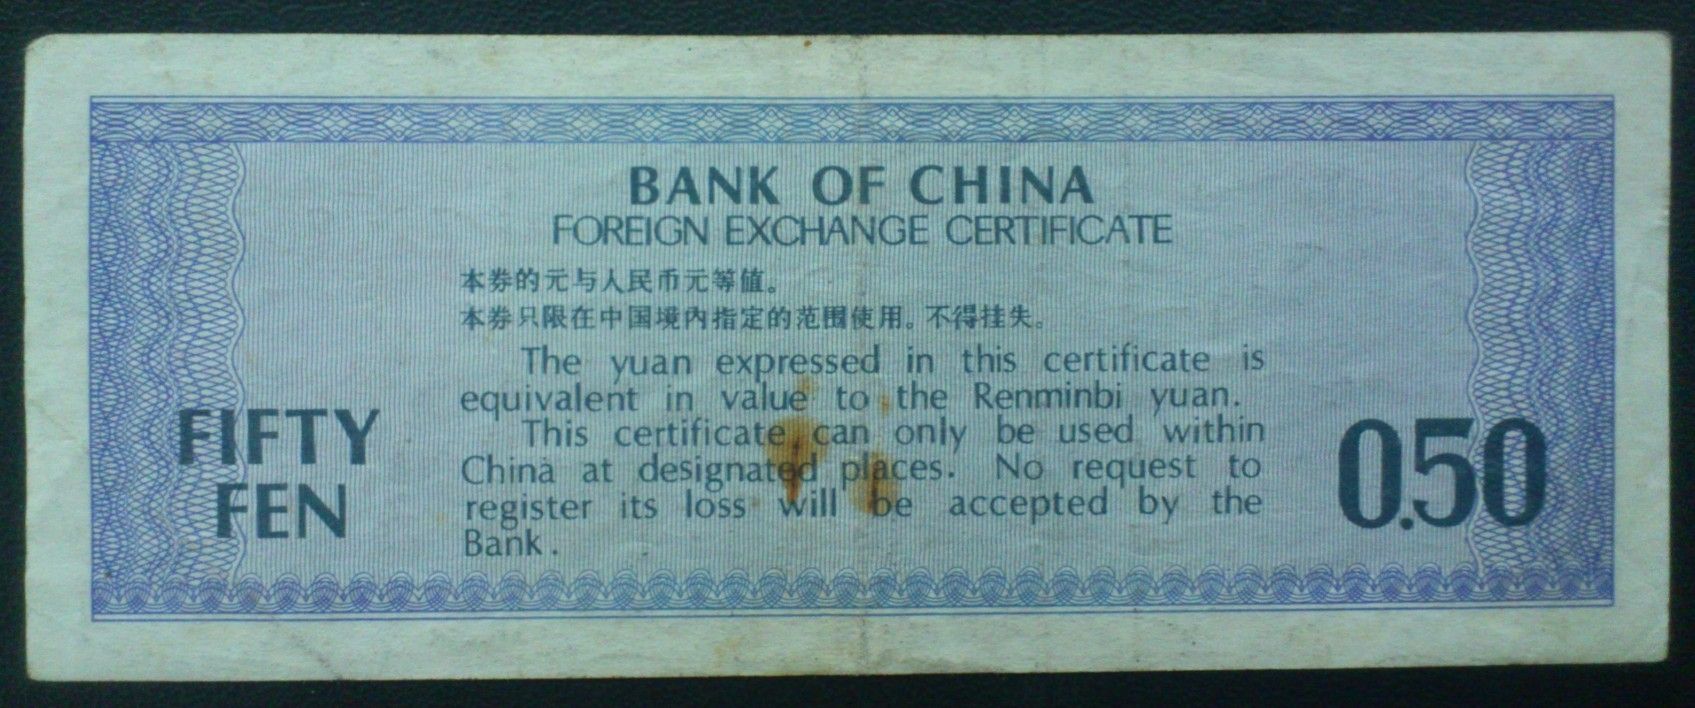 BANK OF CHINA
FOREIGN EXCHANGE CERTIFICATE
本券的元与人民币元等值。
本券只限在中国境内指定的范围使用。不得挂失。
The yuan expressed in this certificate is
equivalent in value to the Renminbi yuan.
This certificate can only be used within
China at designated places. No request to
register its loss will be accepted by the
Bank.
FIFTY
FEN
0.50